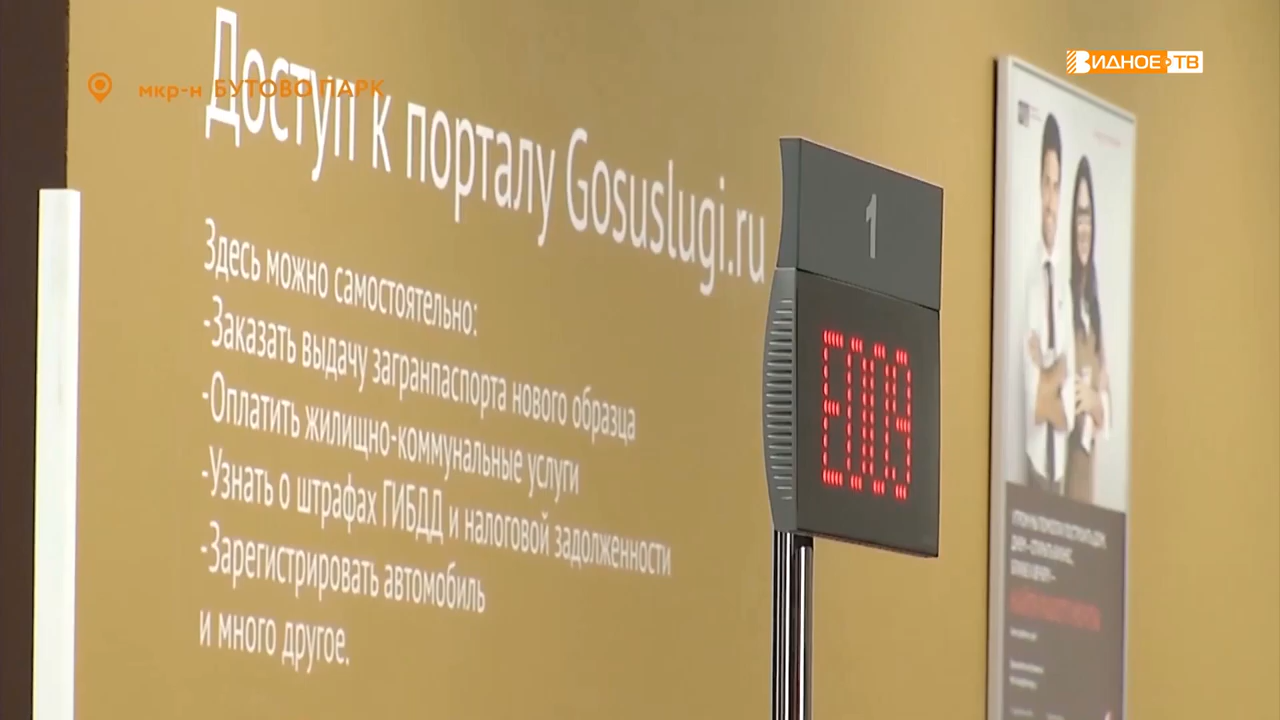 ВИДНОЕ·ТВ
мкр-н БУТОВО ПАРК
Доступ к порталу Gosuslugi.ru
Здесь можно самостоятельно:
-Заказать выдачу загранпаспорта нового образца
-Оплатить жилищно-коммунальные услуги
-Узнать о штрафах ГИБДД и налоговой задолженности
-Зарегистрировать автомобиль
и много другое.
1
E009